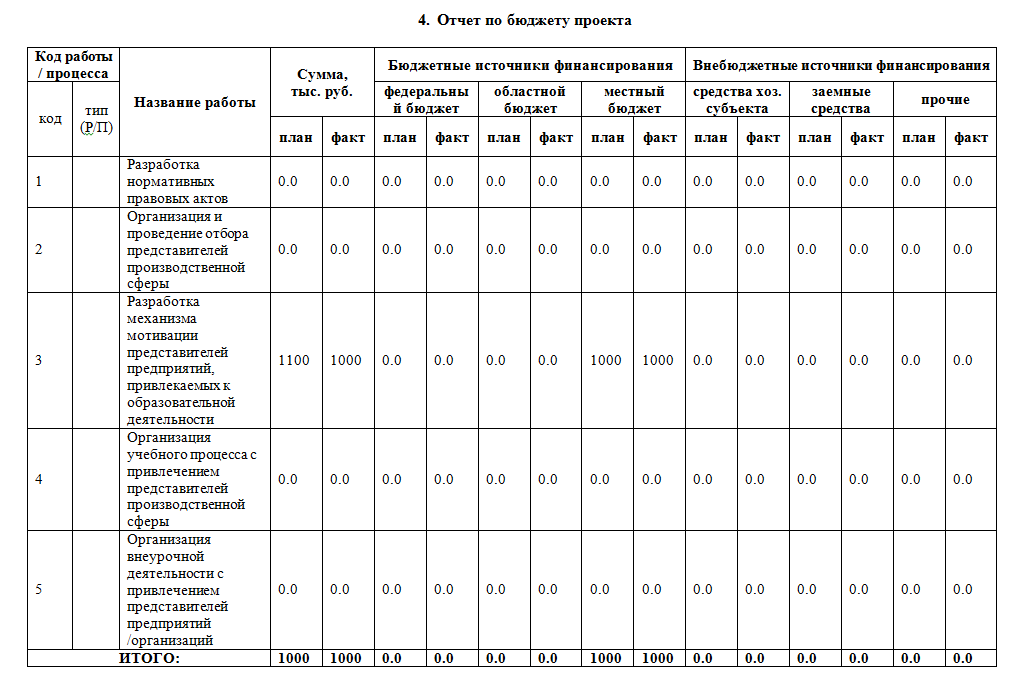 4. Отчет по бюджету проекта
Код работы
/ процесса
Название работы
Сумма,
тыс. руб.
Бюджетные источники финансирования
Внебюджетные источники финансирования
код
тип
(Р/П)
федеральны
й бюджет
областной
бюджет
местный
бюджет
средства хоз.
субъекта
заемные
средства
прочие
план факт план факт план факт план факт план факт план факт план факт
1
Разработка
нормативных
правовых актов
0.0 0.0 0.0 0.0 0.0 0.0 0.0 0.0 0.0 0.0 0.0 0.0 0.0 0.0
2
Организация и
проведение отбора
представителей
производственной
сферы
0.0 0.0 0.0 0.0 0.0 0.0 0.0 0.0 0.0 0.0 0.0 0.0 0.0 0.0
3
Разработка
механизма
мотивации
представителей
предприятий,
привлекаемых к
образовательной
деятельности
1100 1000 0.0 0.0 0.0 0.0 1000 1000 0.0 0.0 0.0 0.0 0.0 0.0
4
Организация
учебного процесса с
привлечением
представителей
производственной
сферы
0.0 0.0 0.0 0.0 0.0 0.0 0.0 0.0 0.0 0.0 0.0 0.0 0.0 0.0
5
Организация
внеурочной
деятельности с
привлечением
представителей
предприятий
/организаций
0.0 0.0 0.0 0.0 0.0 0.0 0.0 0.0 0.0 0.0 0.0 0.0 0.0 0.0
ИТОГО: 1000 1000 0.0 0.0 0.0 0.0 1000 1000 0.0 0.0 0.0 0.0 0.0 0.0